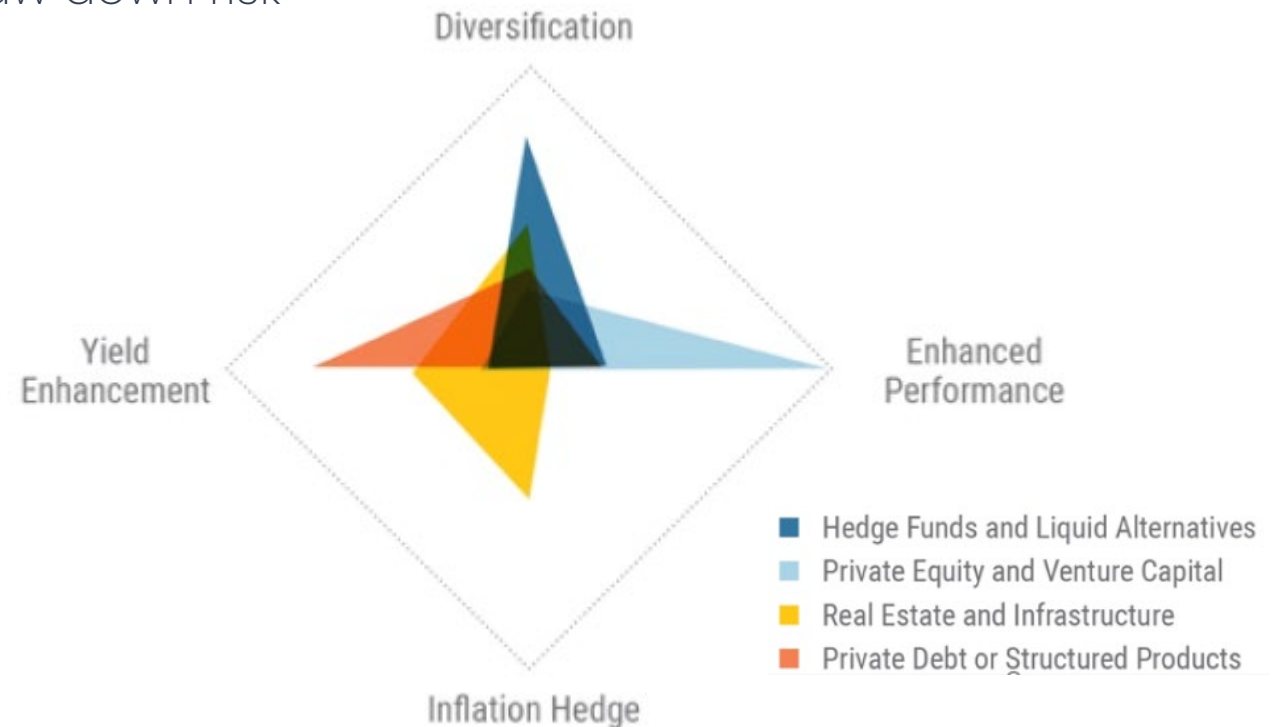 Diversification
Yield
Enhancement
Enhanced
Performance
Hedge Funds and Liquid Alternatives
Private Equity and Venture Capital
Real Estate and Infrastructure
Private Debt or Structured Products
Inflation Hedge